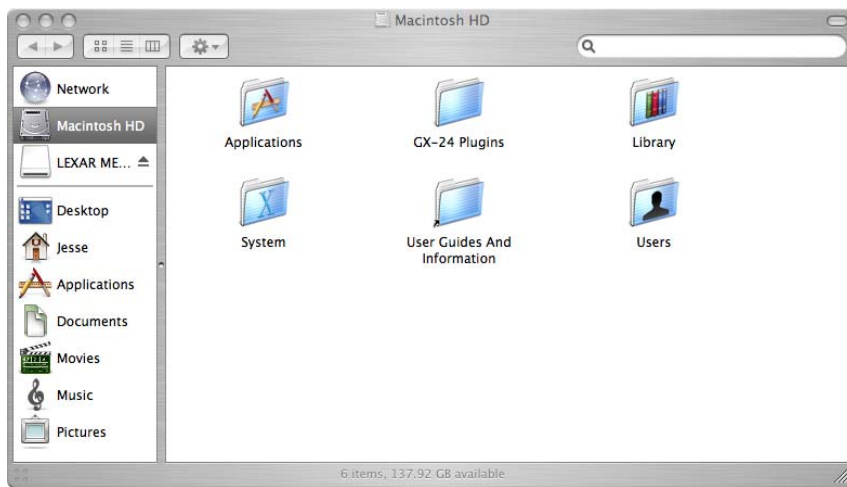 Macintosh HD
Network
Macintosh HD
LEXAR ME...
Desktop
Jesse
Applications
Documents
Movies
Music
Pictures
Applications
GX-24 Plugins
Library
System
User Guides And
Information
Users
6 items, 137.92 GB available